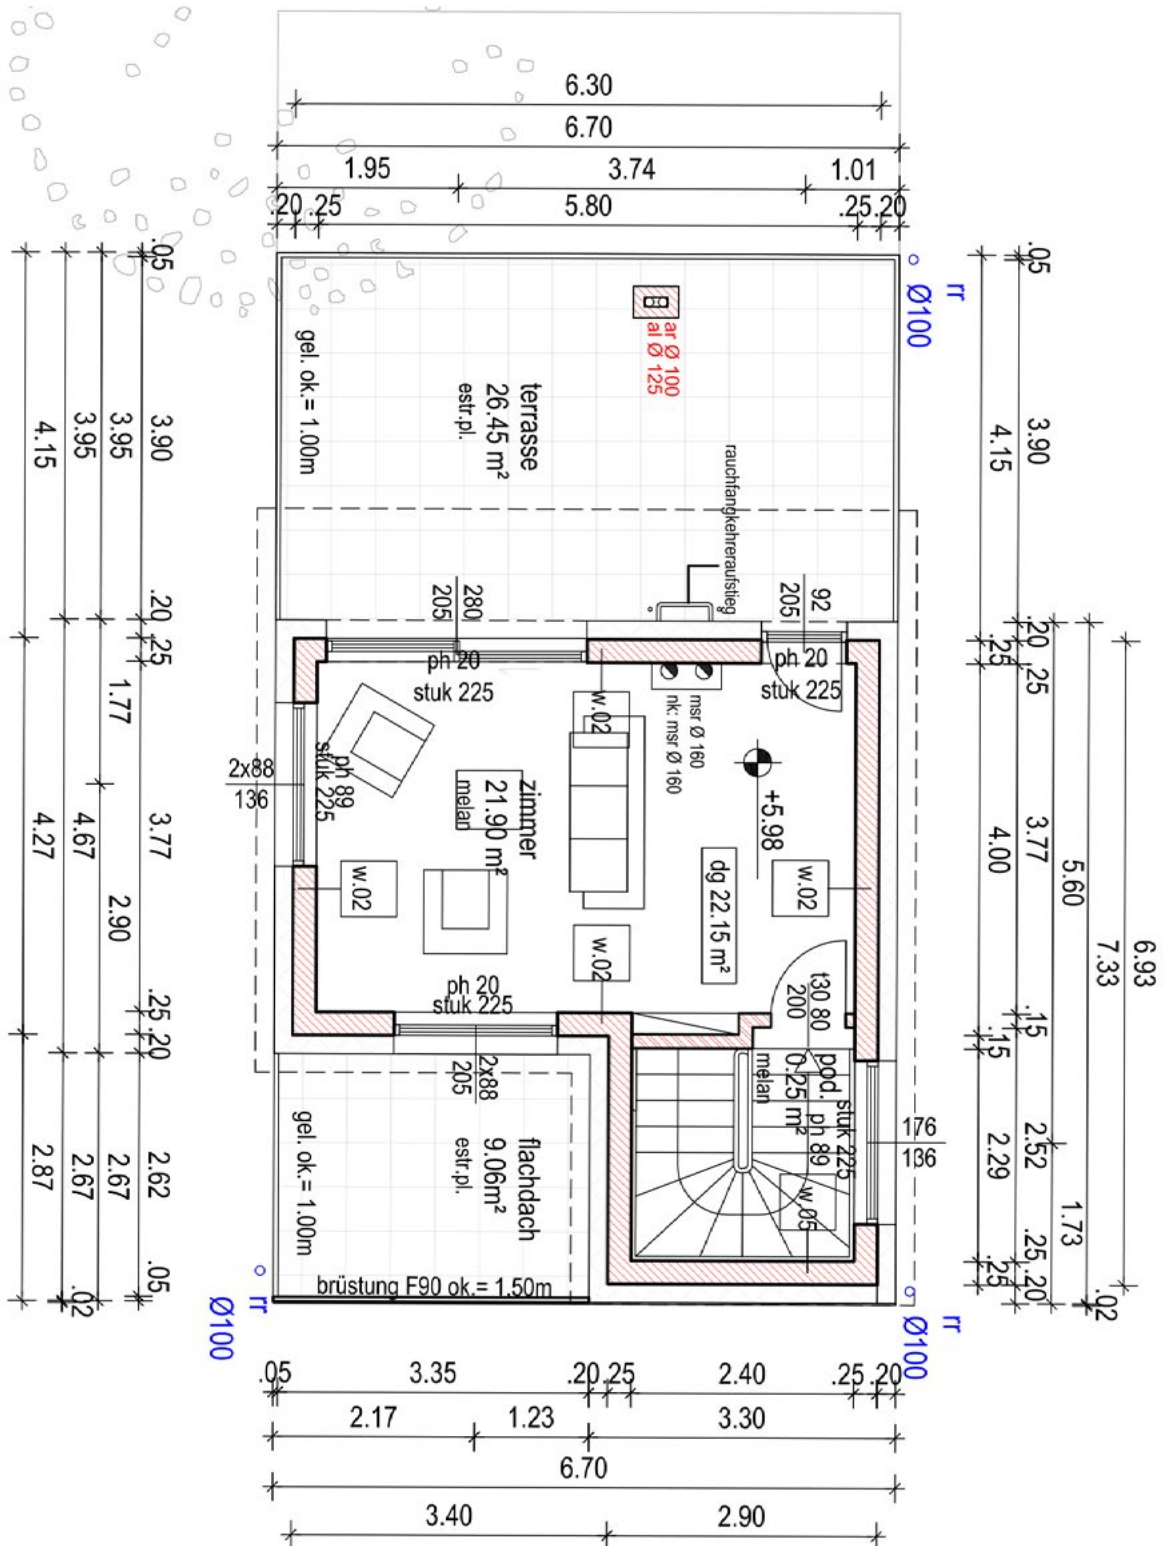 6.30
6.70
1.95 3.74 1.01
.20 .25 5.80 .25 .20
.05 3.90 .20 .25 3.77 .25 .20 2.62 .05
3.95 1.77 2.90 2.67
3.95 4.67 2.67 .02
4.15 4.27 2.87
rr
Ø100
ar Ø 100
al Ø 125
terrasse
26.45 m²
estr.pl.
gel. ok.= 1.00m
rauchfangkehreraufstieg
280
205
92
205
ph 20
stuk 225
ph 20
stuk 225
w.02
msr Ø 160
nk: msr Ø 160
+5.98
2x88
136
ph 89
stuk 225
zimmer
21.90 m²
melan
dg 22.15 m²
w.02
w.02
w.02
ph 20
stuk 225
t30 80
200
2x88
205
pod.
0.25 m²
melan
stuk 225
ph 89
176
136
w.05
flachdach
9.06m²
estr.pl.
gel. ok.= 1.00m
brüstung F90 ok.= 1.50m
rr
Ø100
rr
Ø100
.05 3.90 .20 .25 3.77 .15 2.52 .25 .20
4.15 .25 4.00 .15 2.29 .25
5.60 1.73
7.33 .02
6.93
.05 3.35 .20 .25 2.40 .25 .20
2.17 1.23 3.30
6.70
3.40 2.90